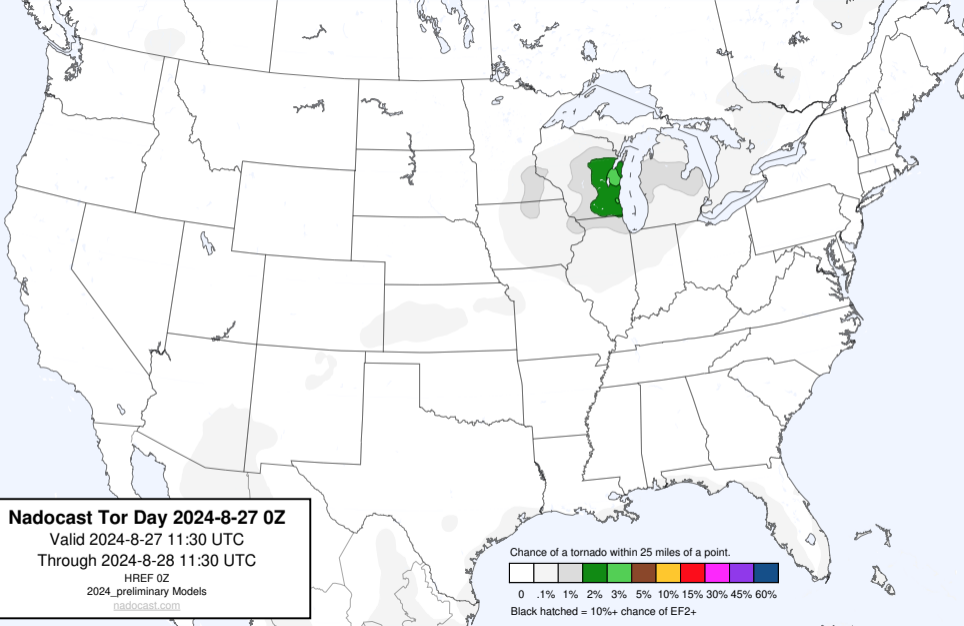 Nadocast Tor Day 2024-8-27 0Z
Valid 2024-8-27 11:30 UTC
Through 2024-8-28 11:30 UTC
HREF 0Z
2024_preliminary Models
nadocast.com
Chance of a tornado within 25 miles of a point.
0 .1% 1% 2% 3% 5% 10% 15% 30% 45% 60%
Black hatched = 10%+ chance of EF2+